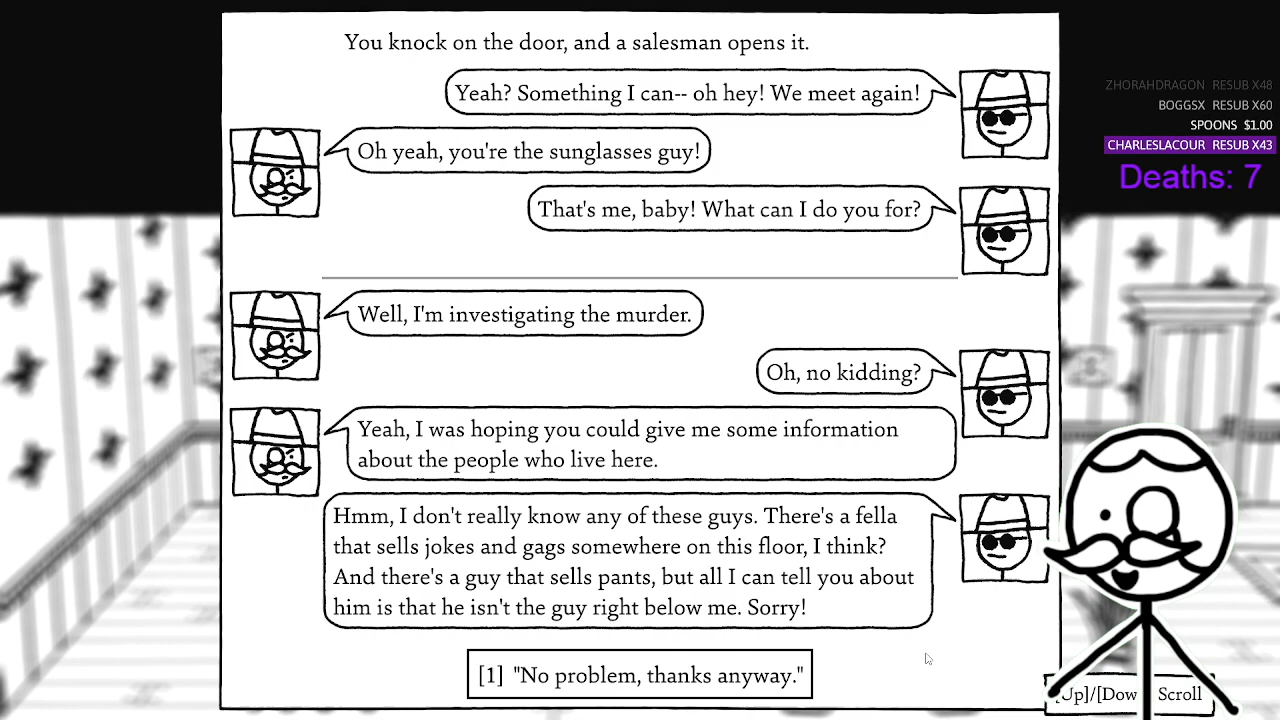 You knock on the door, and a salesman opens it.
Yeah? Something I can-- oh hey! We meet again!
Oh yeah, you're the sunglasses guy!
That's me, baby! What can I do you for?
Well, I'm investigating the murder.
Oh, no kidding?
Yeah, I was hoping you could give me some information
about the people who live here.
Hmm, I don't really know any of these guys. There's a fella
that sells jokes and gags somewhere on this floor, I think?
And there's a guy that sells pants, but all I can tell you about
him is that he isn't the guy right below me. Sorry!
[1] "No problem, thanks anyway."
ZHORAHDRAGON RESUB X48
BOGGSX RESUB X60
SPOONS $1.00
CHARLESLACOUR RESUB X43
Deaths: 7
Up]/[Dow Scroll